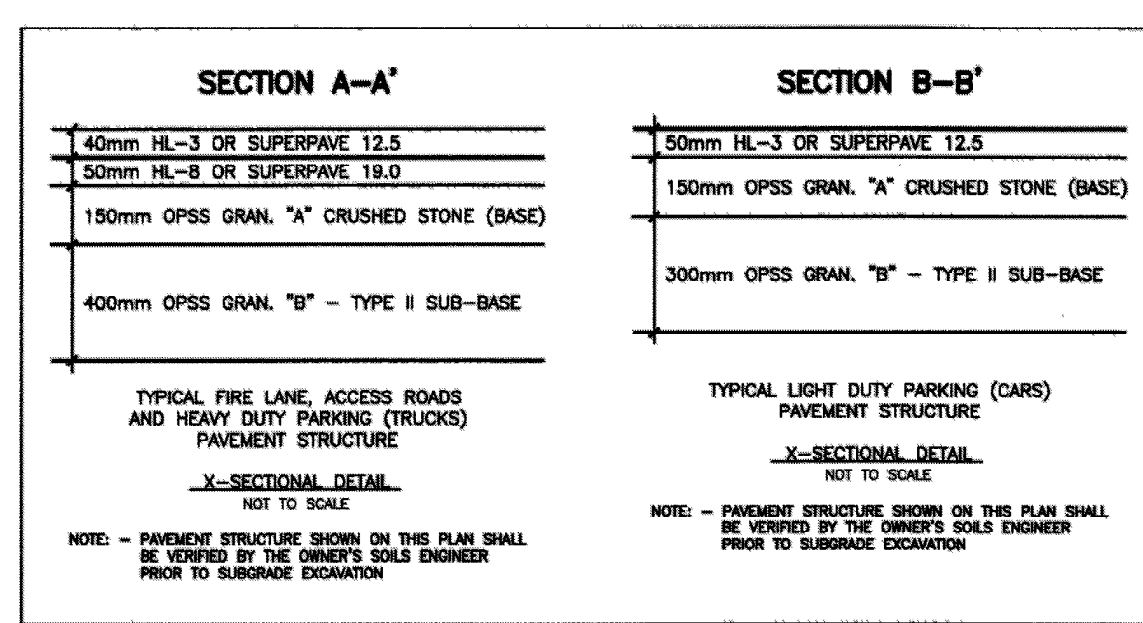 SECTION A-A'
40mm HL-3 OR SUPERPAVE 12.5
50mm HL-8 OR SUPERPAVE 19.0
150mm OPSS GRAN. "A" CRUSHED STONE (BASE)
400mm OPSS GRAN. "B" - TYPE II SUB-BASE
TYPICAL FIRE LANE, ACCESS ROADS
AND HEAVY DUTY PARKING (TRUCKS)
PAVEMENT STRUCTURE
X-SECTIONAL DETAIL
NOT TO SCALE
NOTE: - PAVEMENT STRUCTURE SHOWN ON THIS PLAN SHALL
BE VERIFIED BY THE OWNER'S SOILS ENGINEER
PRIOR TO SUBGRADE EXCAVATION
SECTION B-B'
50mm HL-3 OR SUPERPAVE 12.5
150mm OPSS GRAN. "A" CRUSHED STONE (BASE)
300mm OPSS GRAN. "B" - TYPE II SUB-BASE
TYPICAL LIGHT DUTY PARKING (CARS)
PAVEMENT STRUCTURE
X-SECTIONAL DETAIL
NOT TO SCALE
NOTE: - PAVEMENT STRUCTURE SHOWN ON THIS PLAN SHALL
BE VERIFIED BY THE OWNER'S SOILS ENGINEER
PRIOR TO SUBGRADE EXCAVATION